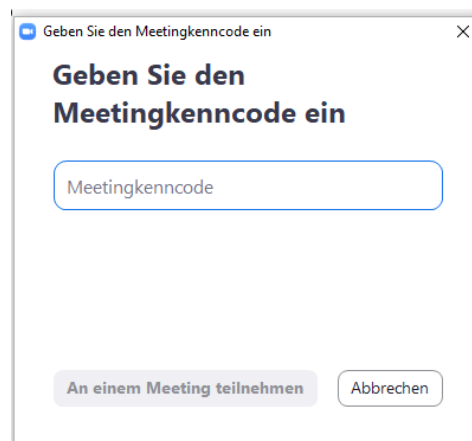 Geben Sie den Meetingkenncode ein
Geben Sie den
Meetingkenncode ein
Meetingkenncode
An einem Meeting teilnehmen Abbrechen